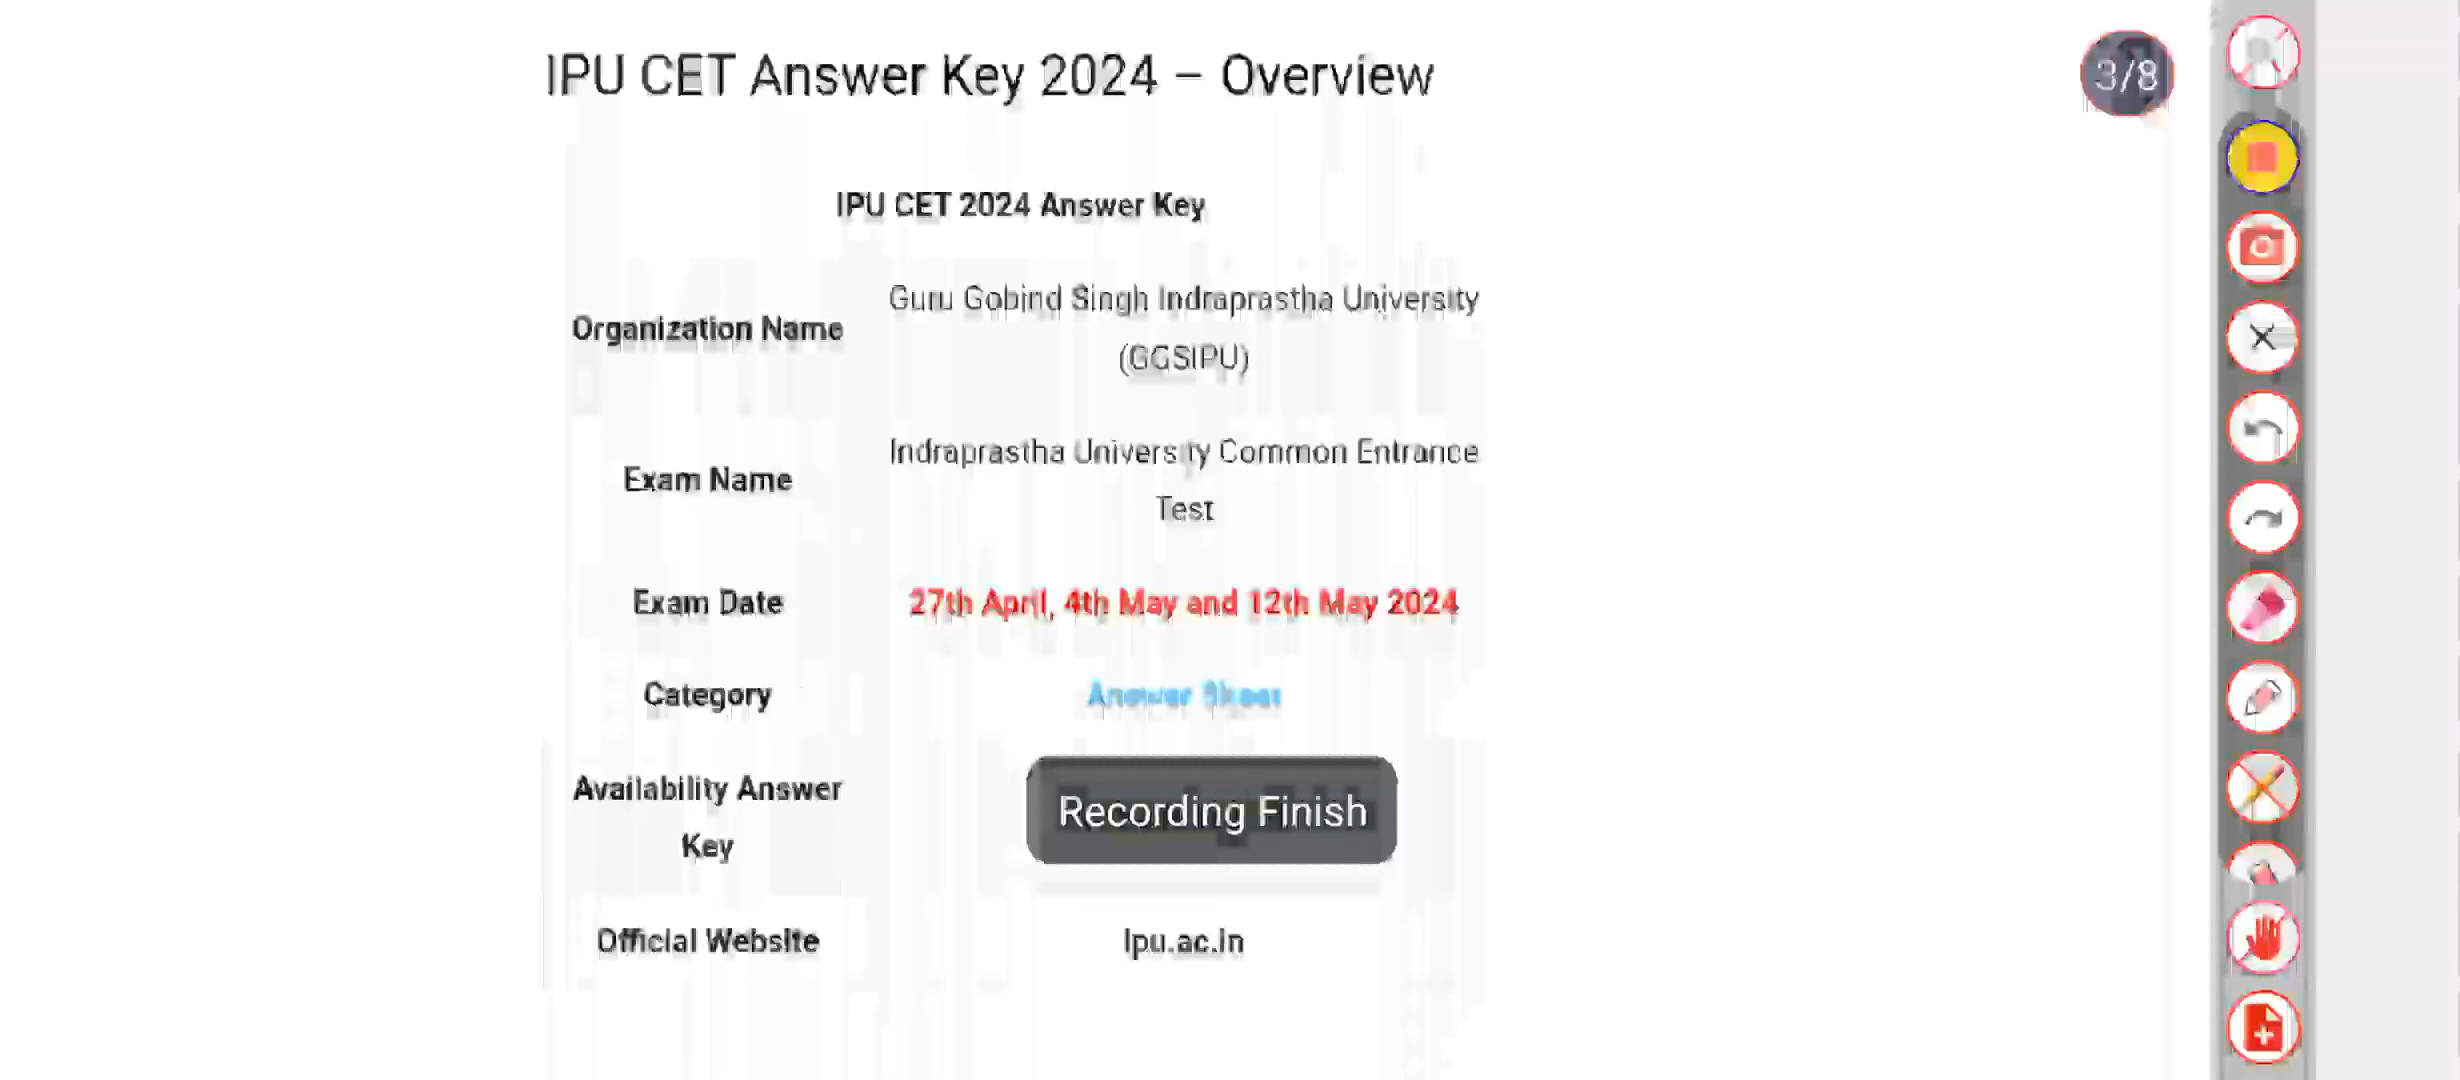 IPU CET Answer Key 2024 – Overview
3/8
IPU CET 2024 Answer Key
Organization Name
Guru Gobind Singh Indraprastha University
(GGSIPU)
Exam Name
Indraprastha University Common Entrance
Test
Exam Date
27th April, 4th May and 12th May 2024
Category
Answer Sheet
Availability Answer
Key
Recording Finish
Official Website
ipu.ac.in